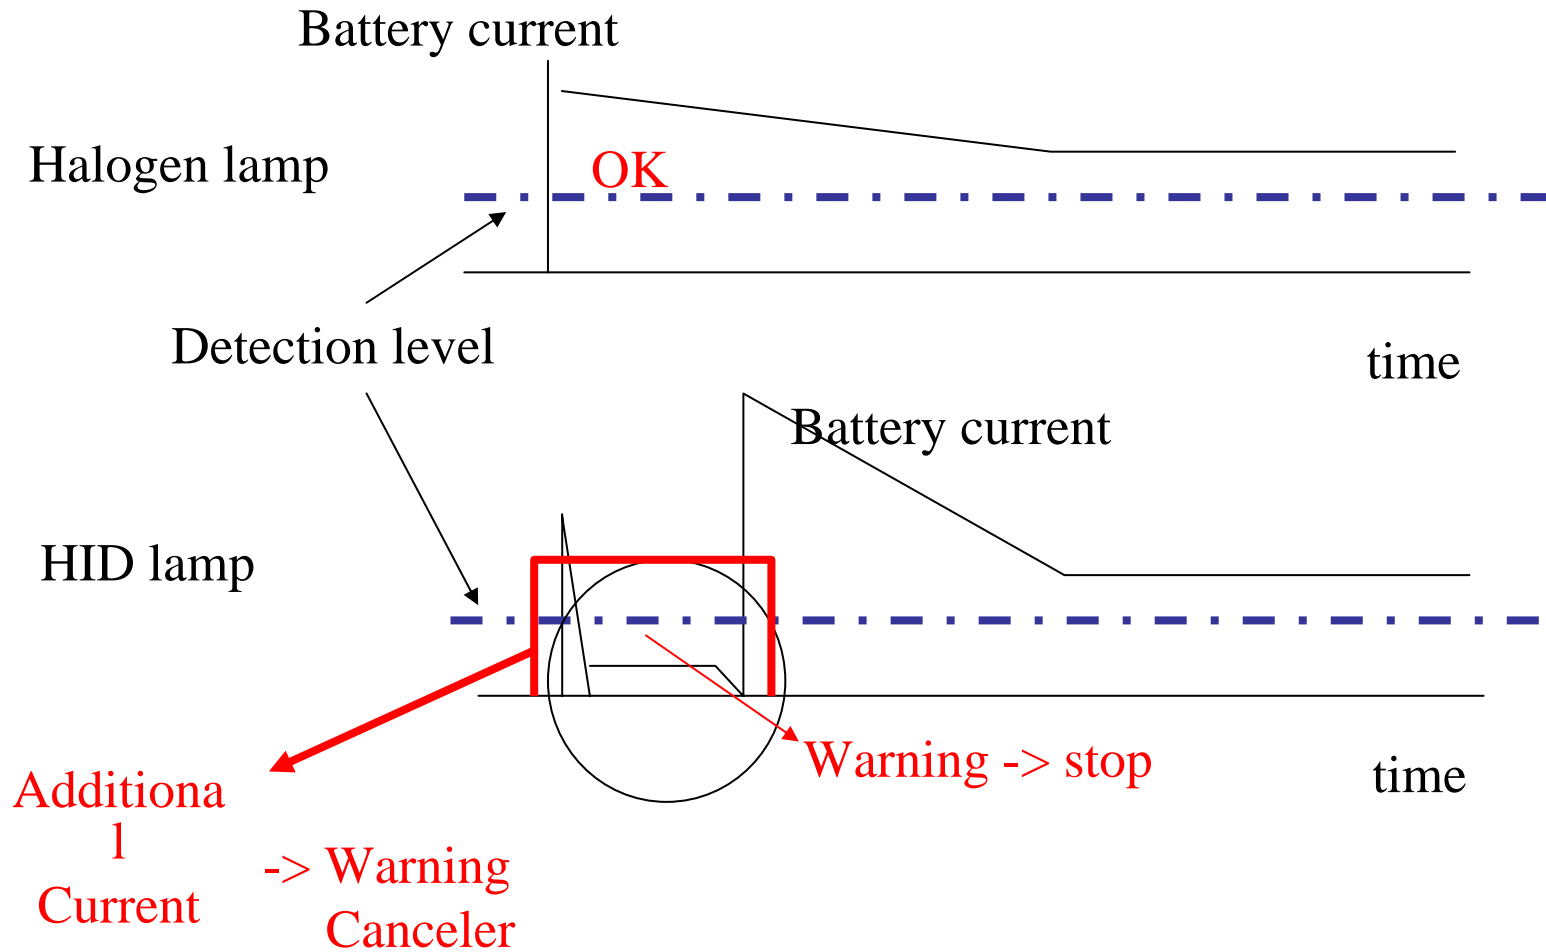 Battery current
Halogen lamp
OK
Detection level
time
Battery current
HID lamp
Warning -> stop
time
Additiona
l
Current
-> Warning
Canceler